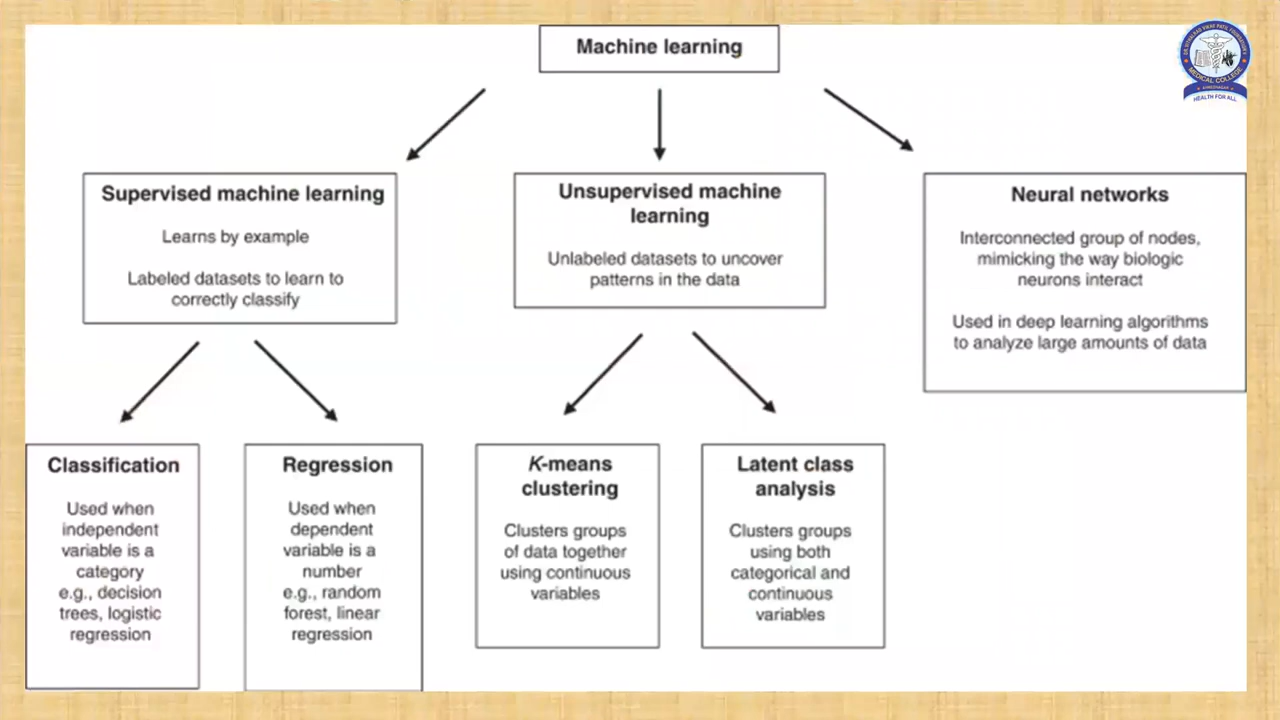 Machine learning
Supervised machine learning
Learns by example
Labeled datasets to learn to
correctly classify
Unsupervised machine
learning
Unlabeled datasets to uncover
patterns in the data
Neural networks
Interconnected group of nodes,
mimicking the way biologic
neurons interact
Used in deep learning algorithms
to analyze large amounts of data
Classification
Used when
independent
variable is a
category
e.g., decision
trees, logistic
regression
Regression
Used when
dependent
variable is a
number
e.g., random
forest, linear
regression
K-means
clustering
Clusters groups
of data together
using continuous
variables
Latent class
analysis
Clusters groups
using both
categorical and
continuous
variables
MEDICAL COLLEGE
HEALTH FOR ALL